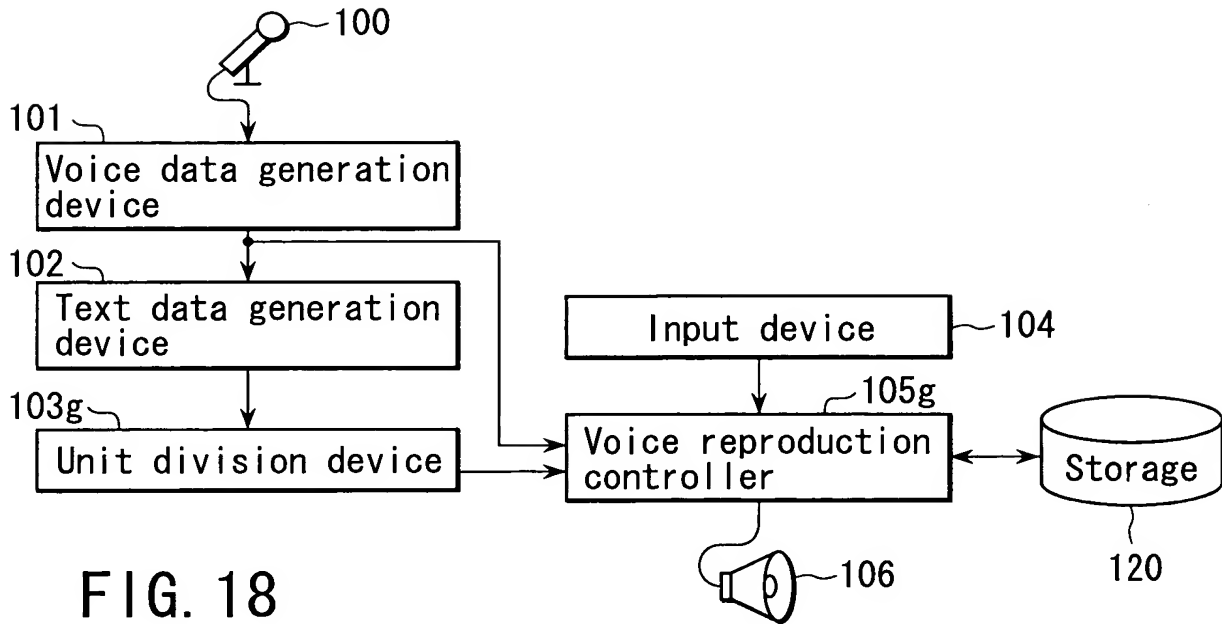 100
101
Voice data generation
device
102
Text data generation
device
Input device
104
103g
Unit division device
105g
Voice reproduction
controller
Storage
120
106
FIG. 18